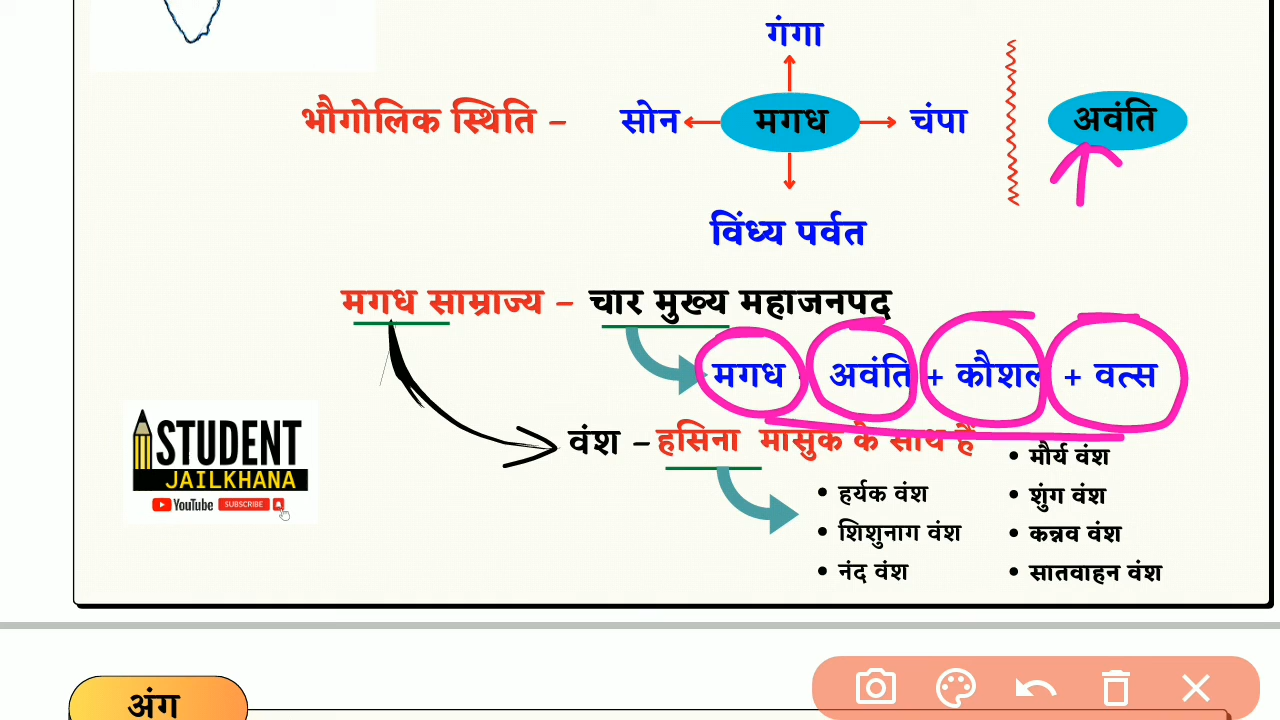 गंगा
भौगोलिक स्थिति – सोन मगध चंपा अवंति
विंध्य पर्वत
मगध साम्राज्य – चार मुख्य महाजनपद
मगध + अवंति + कौशल + वत्स
वंश – हसिना मासुक के साथ है
हर्यक वंश
शिशुनाग वंश
नंद वंश
मौर्य वंश
शुंग वंश
कन्नव वंश
सातवाहन वंश
STUDENT
JAILKHANA
YouTube SUBSCRIBE
अंग